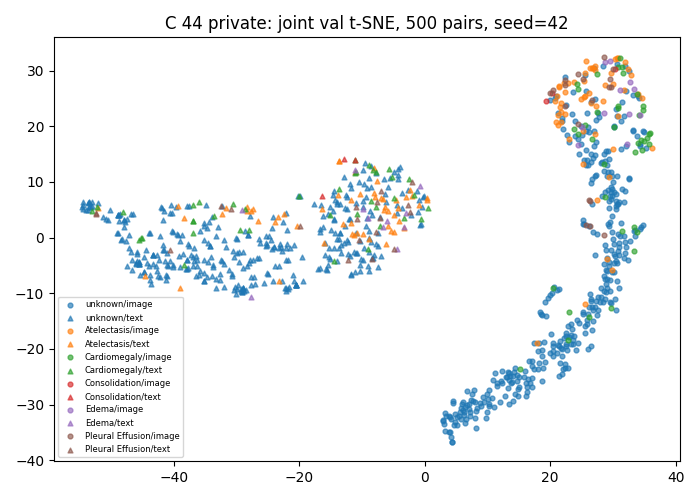 C 44 private: joint val t-SNE, 500 pairs, seed=42
30
20
10
0
−10
−20
−30
−40
−40
−20
0
20
40
unknown/image
unknown/text
Atelectasis/image
Atelectasis/text
Cardiomegaly/image
Cardiomegaly/text
Consolidation/image
Consolidation/text
Edema/image
Edema/text
Pleural Effusion/image
Pleural Effusion/text